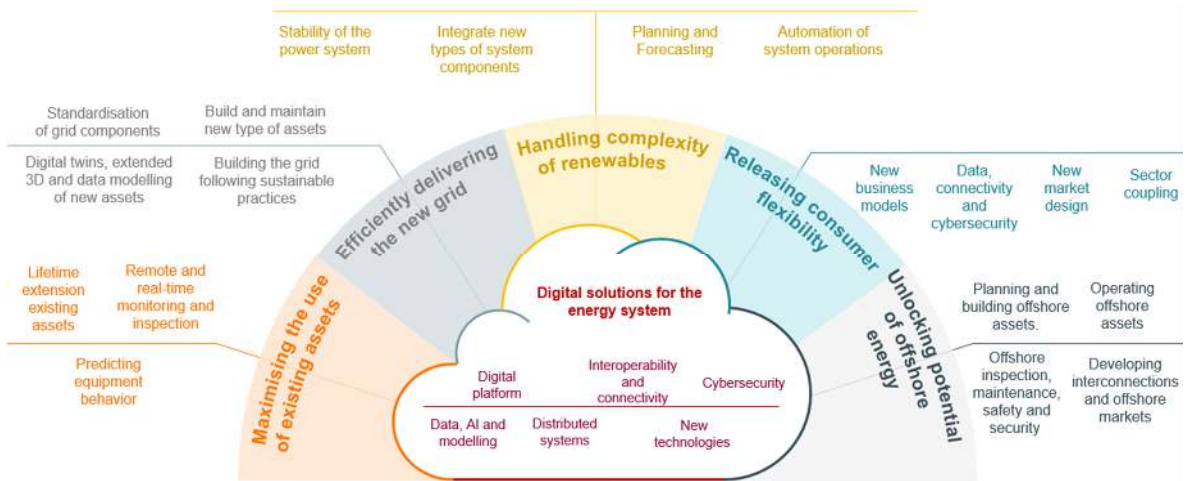 Stability of the
power system
Integrate new
types of system
components
Planning and
Forecasting
Automation of
system operations
Standardisation
of grid components
Build and maintain
new type of assets
Digital twins, extended
3D and data modelling
of new assets
Building the grid
following sustainable
practices
Efficiently delivering
the new grid
Handling complexity
of renewables
Releasing consumer
flexibility
New
business
models
Data,
connectivity
and
cybersecurity
New
market
design
Sector
coupling
Lifetime
extension
existing
assets
Remote and
real-time
monitoring and
inspection
Predicting
equipment
behavior
Maximising the use
of existing assets
Digital solutions for the
energy system
Digital
platform
Interoperability
and
connectivity
Cybersecurity
Data, AI and
modelling
Distributed
systems
New
technologies
Unlocking potential
of offshore
energy
Planning and
building offshore
assets.
Operating
offshore
assets
Offshore
inspection,
maintenance,
safety and
security
Developing
interconnections
and offshore
markets